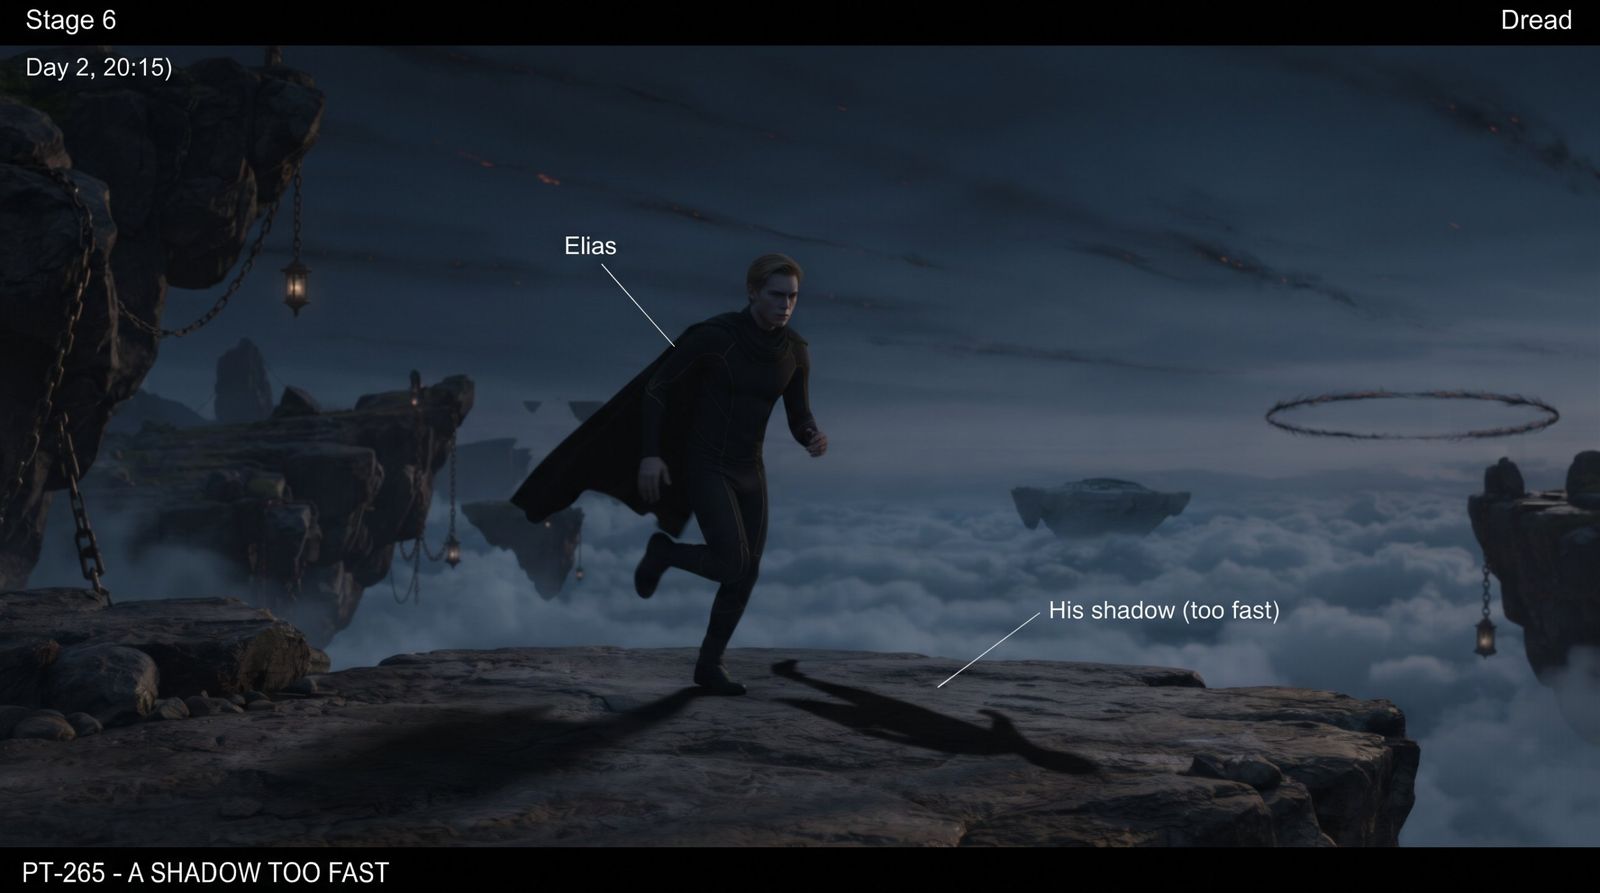 Stage 6
Dread
Day 2, 20:15)
Elias
His shadow (too fast)
PT-265 - A SHADOW TOO FAST